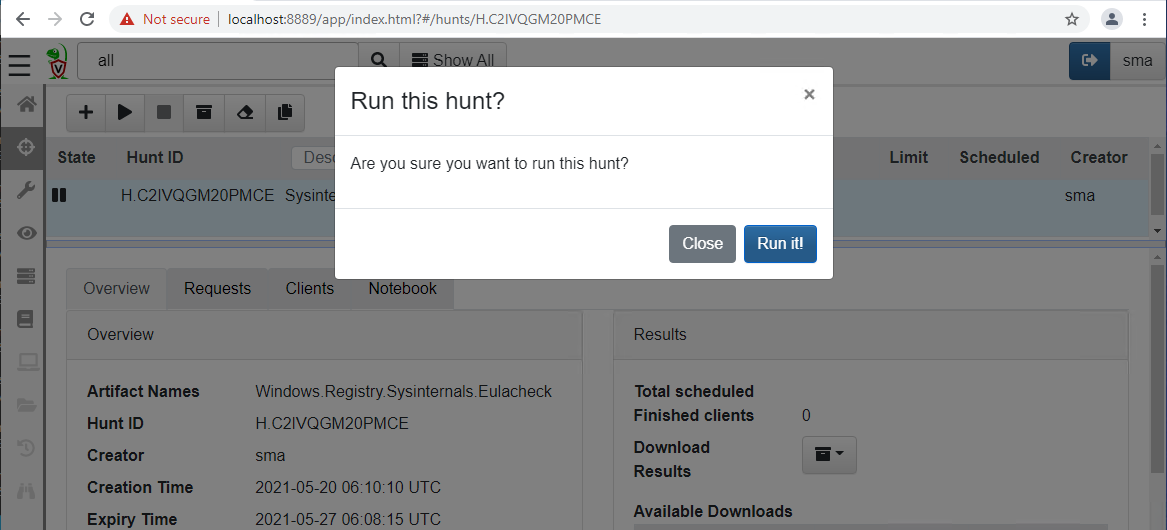 Not secure localhost:8889/app/index.html?#/hunts/H.C2IVQGM20PMCE
all Show All sma
Run this hunt? ×
State Hunt ID Desc Limit Scheduled Creator
Are you sure you want to run this hunt?
H.C2IVQGM20PMCE Sysinte sma
Close Run it!
Overview Requests Clients Notebook
Overview
Artifact Names Windows.Registry.Sysinternals.Eulacheck
Hunt ID H.C2IVQGM20PMCE
Creator sma
Creation Time 2021-05-20 06:10:10 UTC
Expiry Time 2021-05-27 06:08:15 UTC
Results
Total scheduled
Finished clients 0
Download
Results
Available Downloads